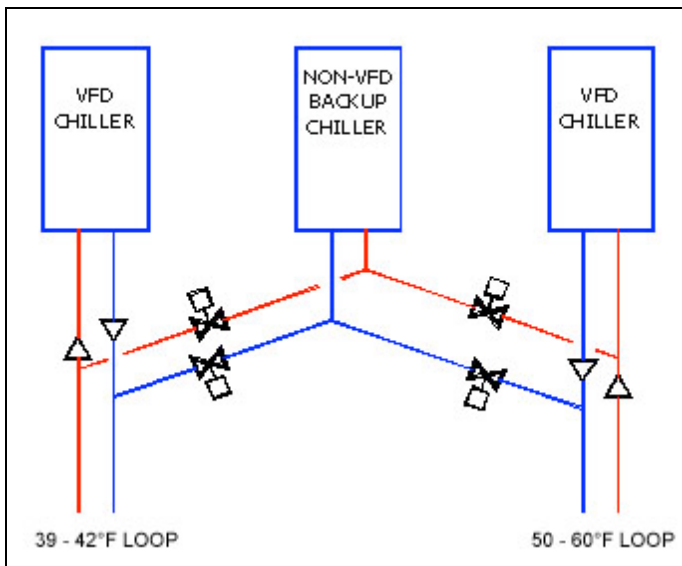 VFD
CHILLER
NON-VFD
BACKUP
CHILLER
VFD
CHILLER
39 - 42°F LOOP
50 - 60°F LOOP